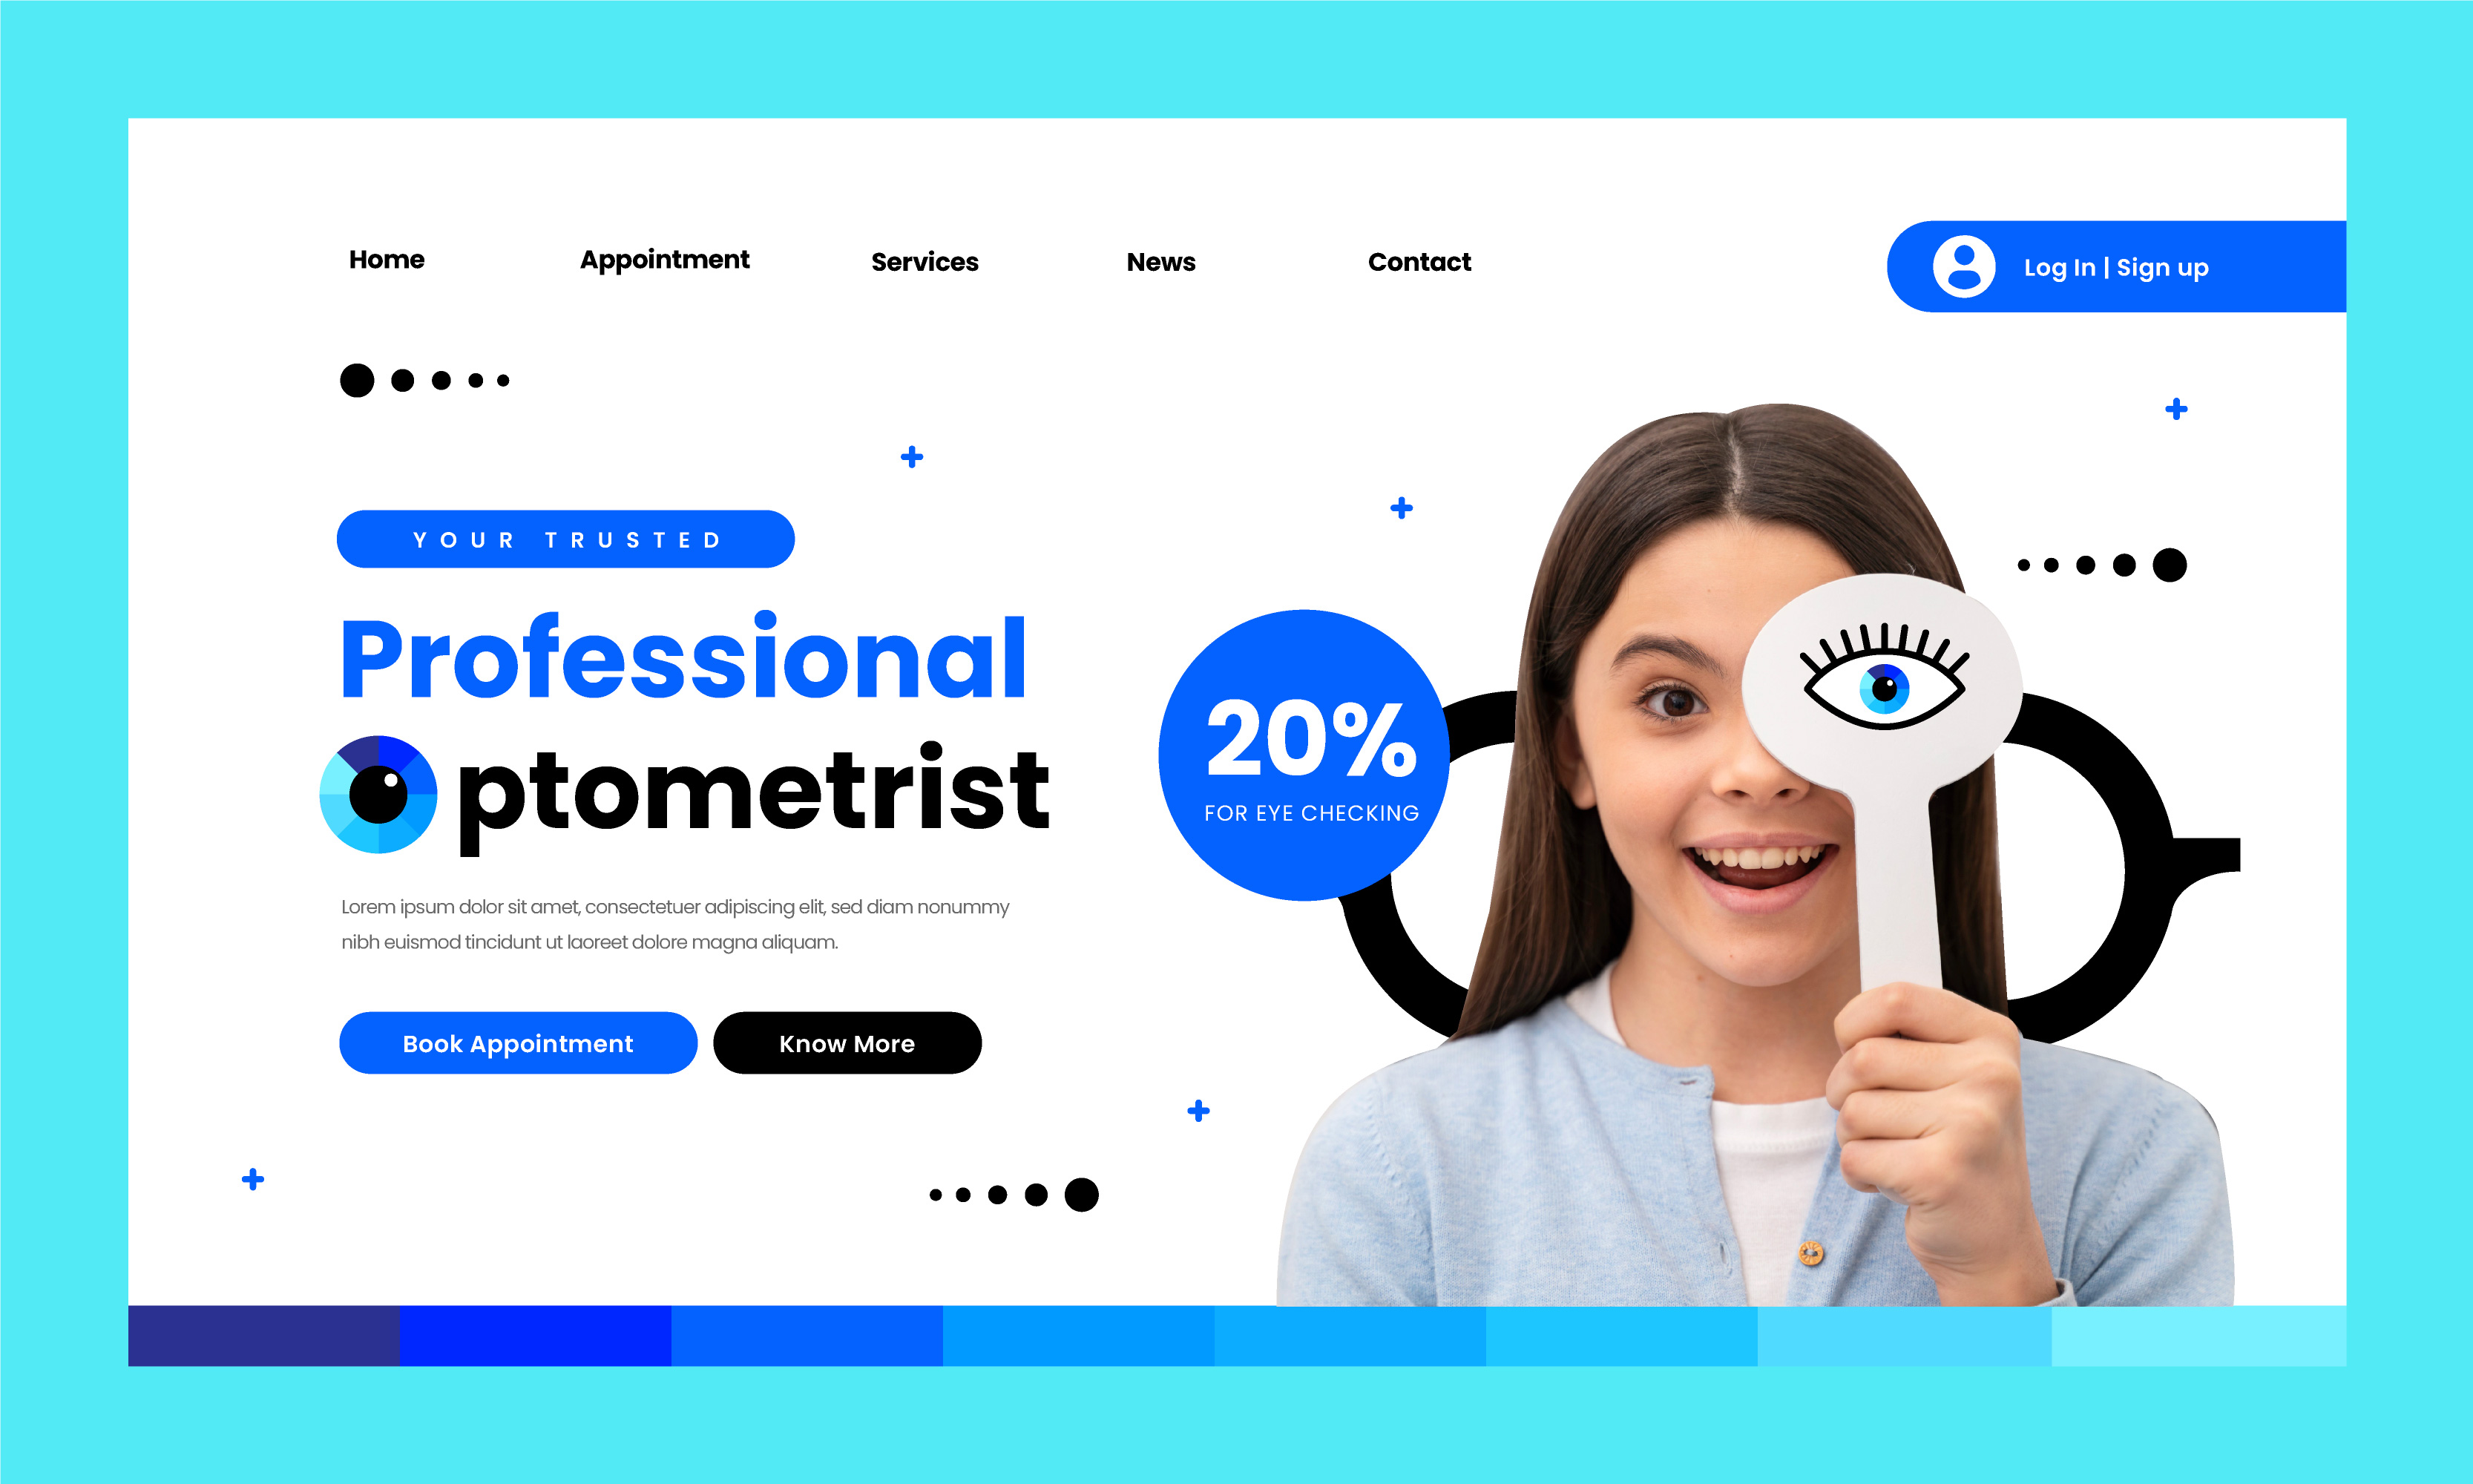 Home
Appointment
Services
News
Contact
Log In | Sign up
YOUR TRUSTED
Professional
ptometrist
Lorem ipsum dolor sit amet, consectetuer adipiscing elit, sed diam nonummy
nibh euismod tincidunt ut laoreet dolore magna aliquam.
Book Appointment
Know More
20%
FOR EYE CHECKING